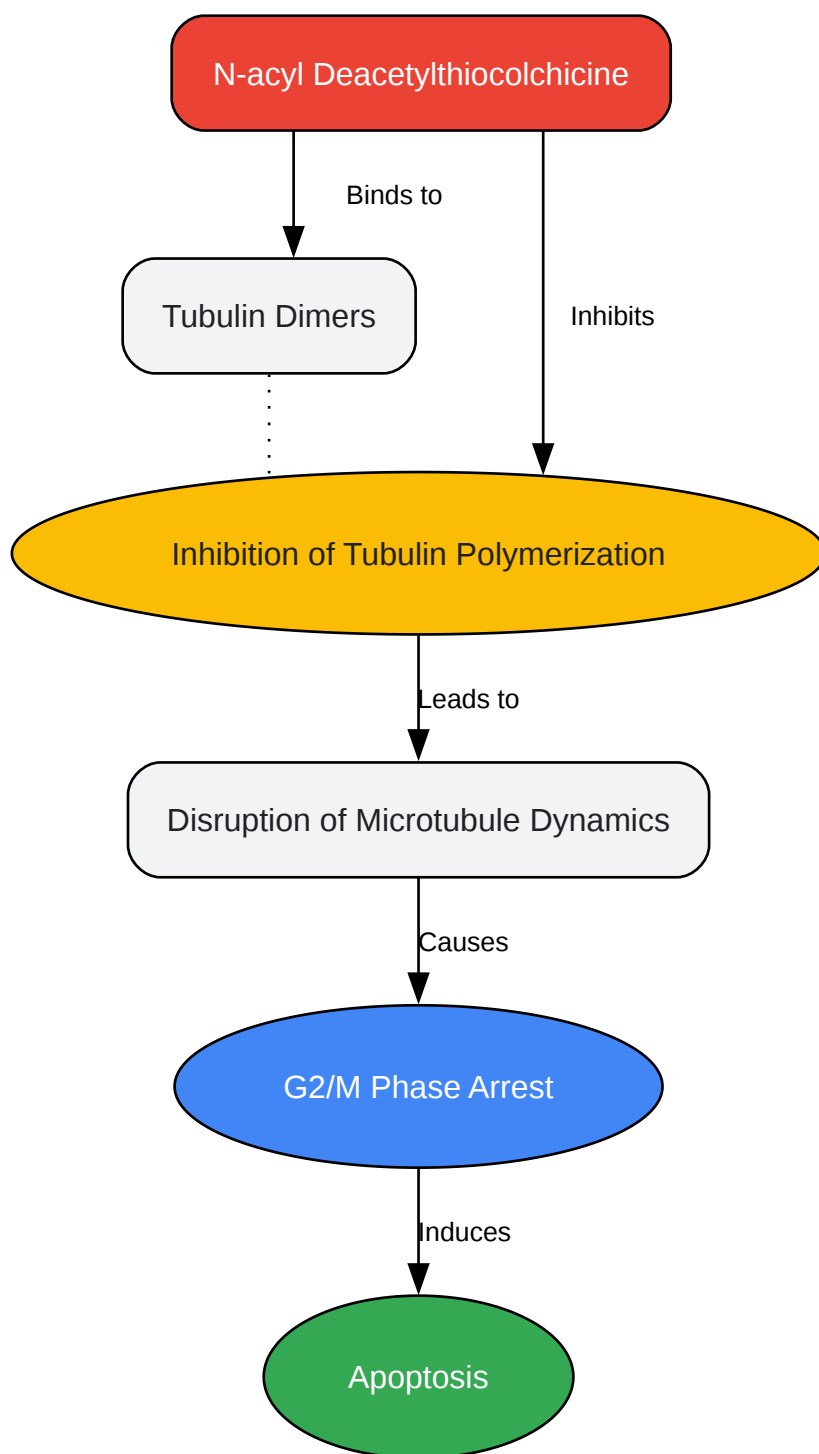 N-acyl Deacetylthiocolchicine
Binds to
Tubulin Dimers
Inhibits
Inhibition of Tubulin Polymerization
Leads to
Disruption of Microtubule Dynamics
Causes
G2/M Phase Arrest
Induces
Apoptosis